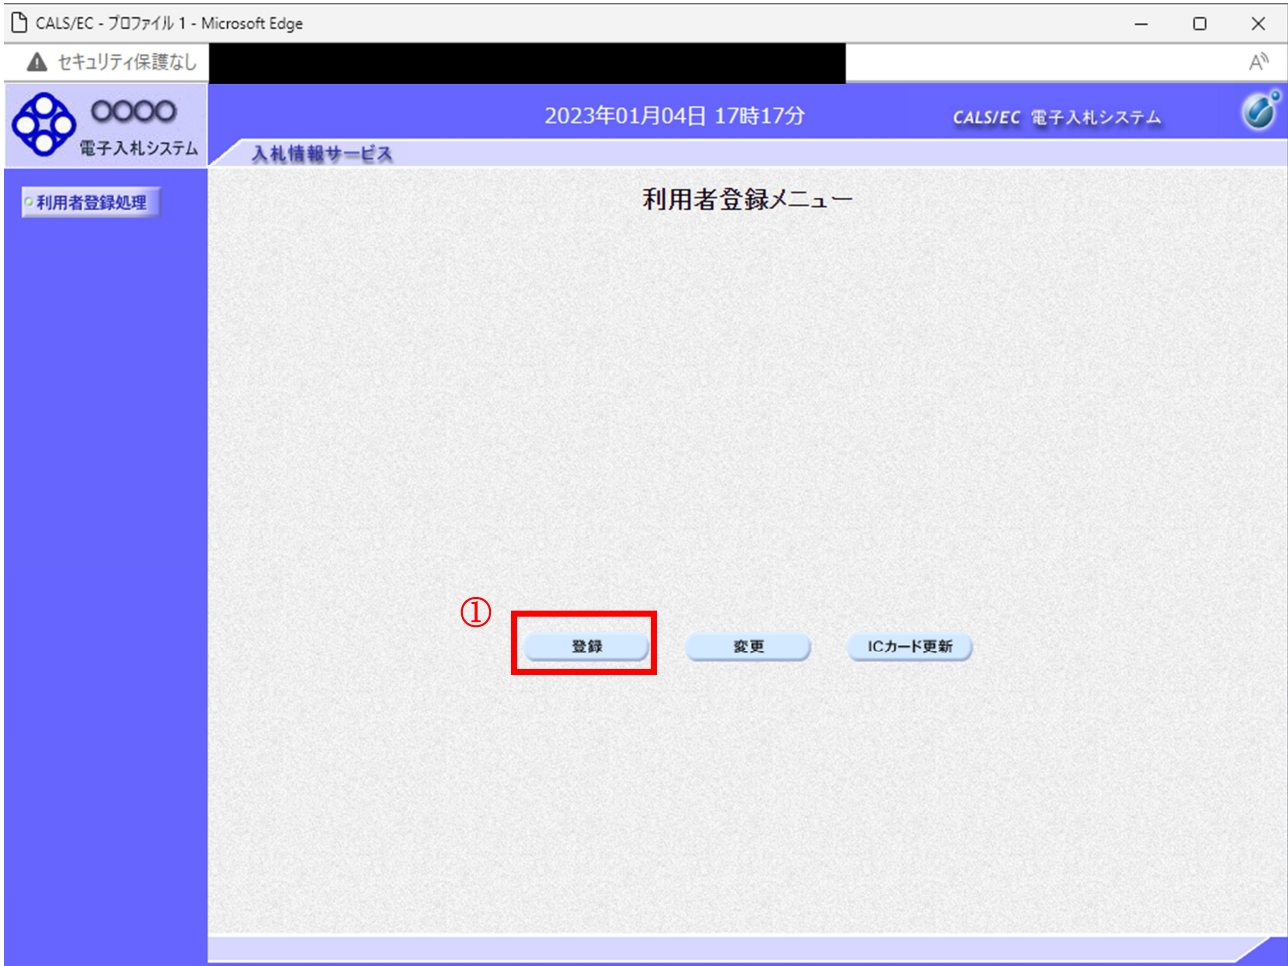 CALS/EC - プロファイル 1 - Microsoft Edge
セキュリティ保護なし
A
〇〇〇〇
電子入札システム
2023年01月04日 17時17分
CALS/EC 電子入札システム
入札情報サービス
利用者登録処理
利用者登録メニュー
①
登録
変更
ICカード更新